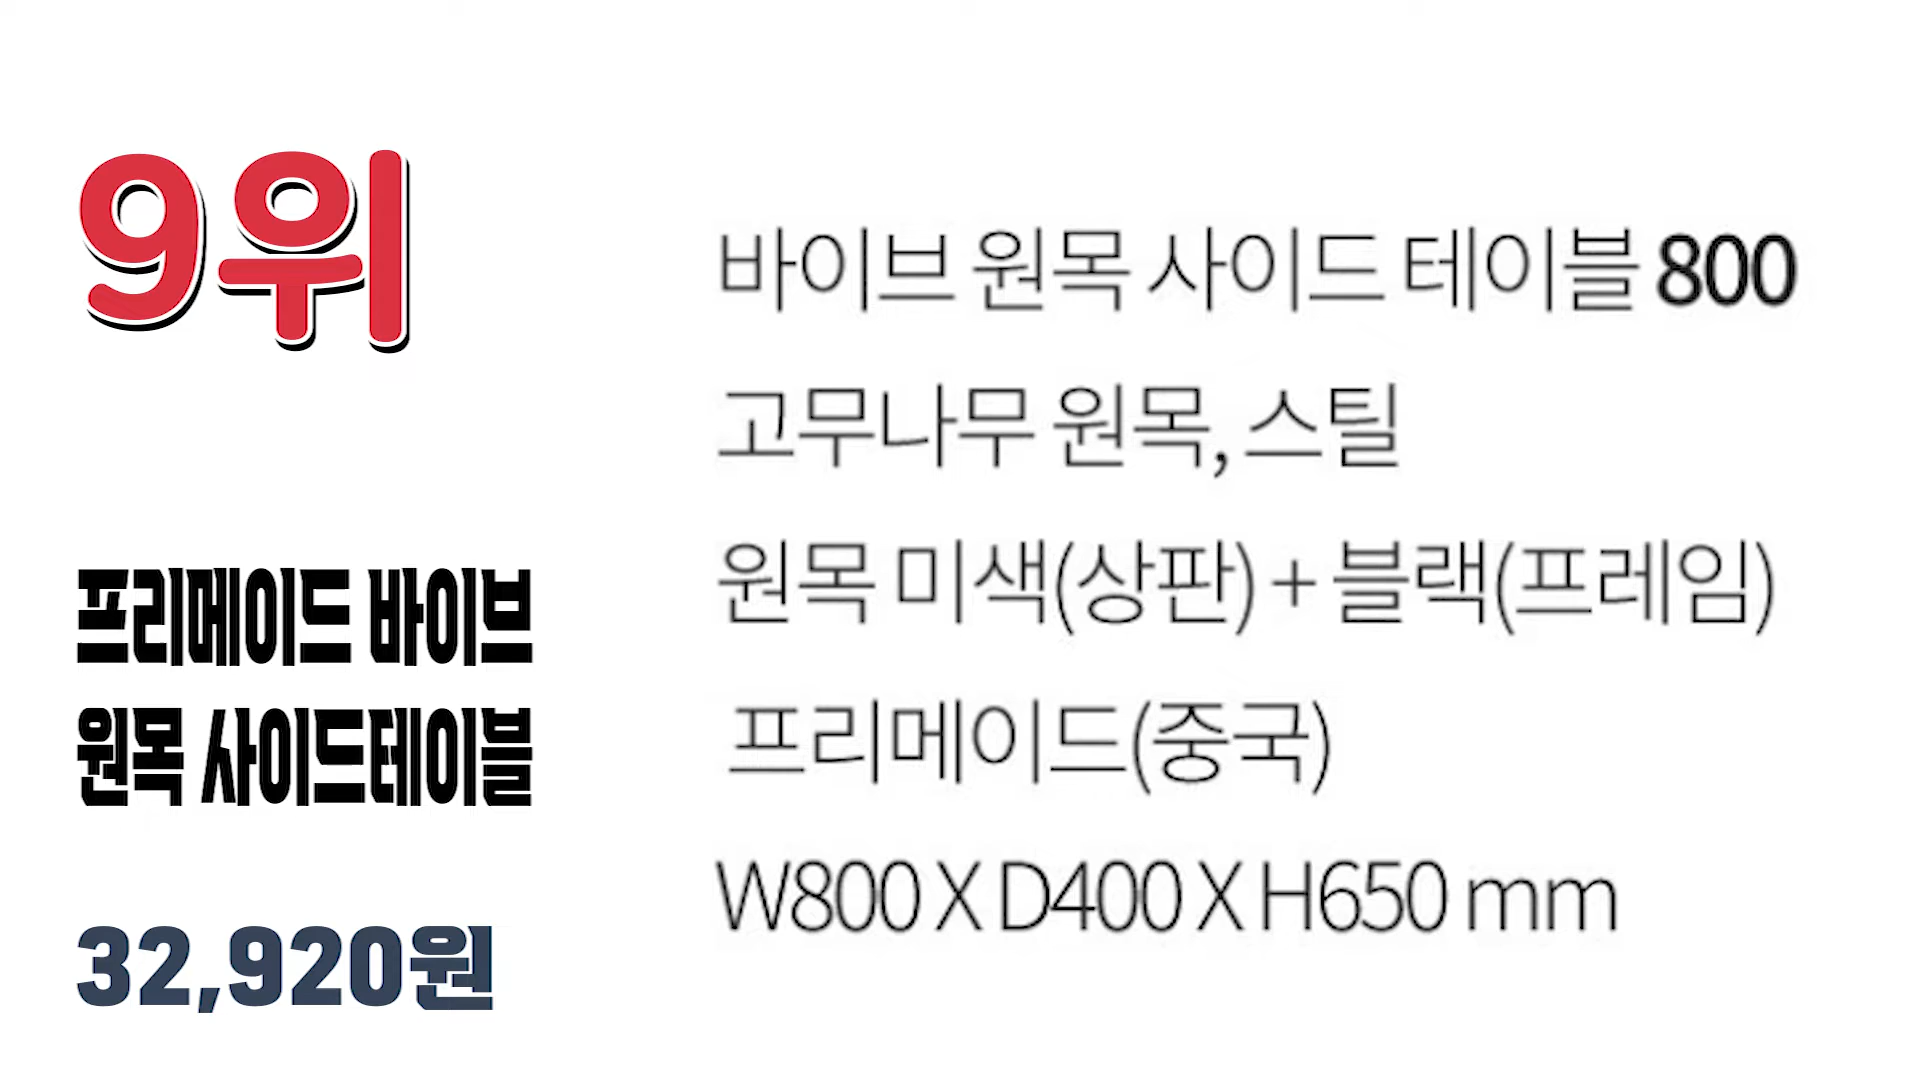 9위
프리메이드 바이브
원목 사이드테이블
32,920원
바이브 원목 사이드 테이블 800
고무나무 원목, 스틸
원목 미색(상판) + 블랙(프레임)
프리메이드(중국)
W800 X D400 X H650 mm